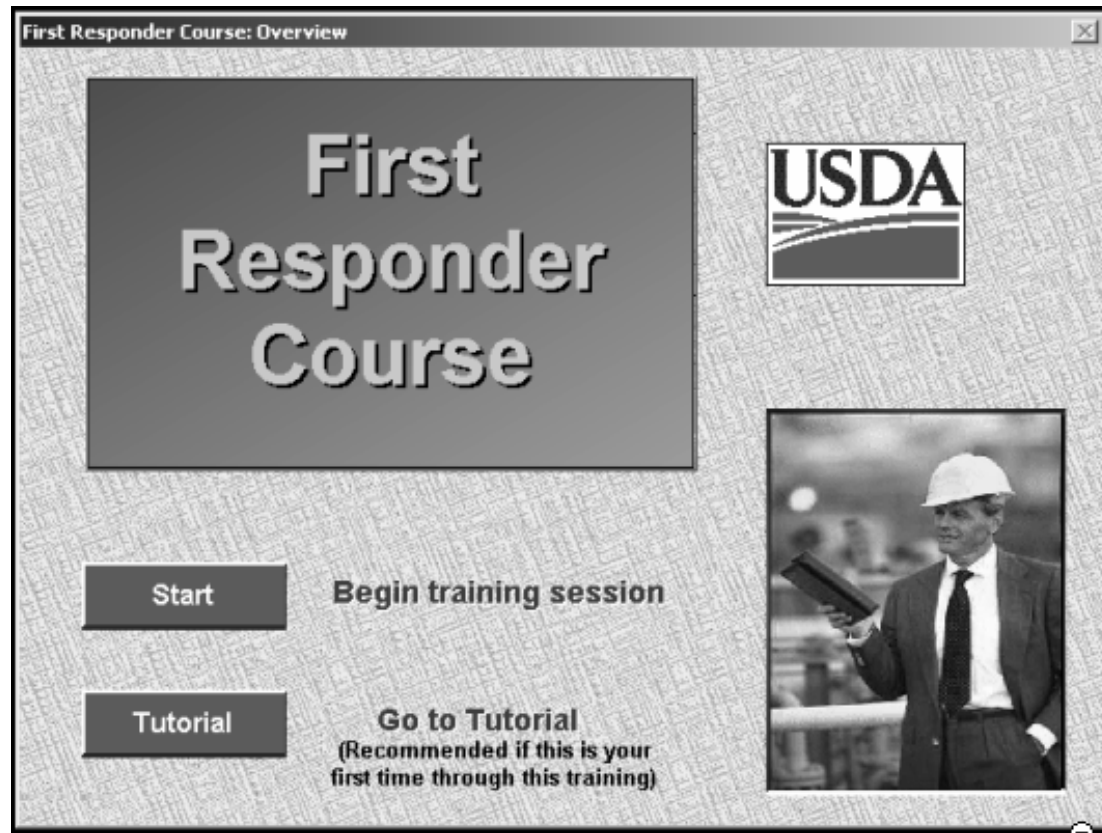 First Responder Course: Overview
First
Responder
Course
USDA
Start
Begin training session
Tutorial
Go to Tutorial
(Recommended if this is your
first time through this training)